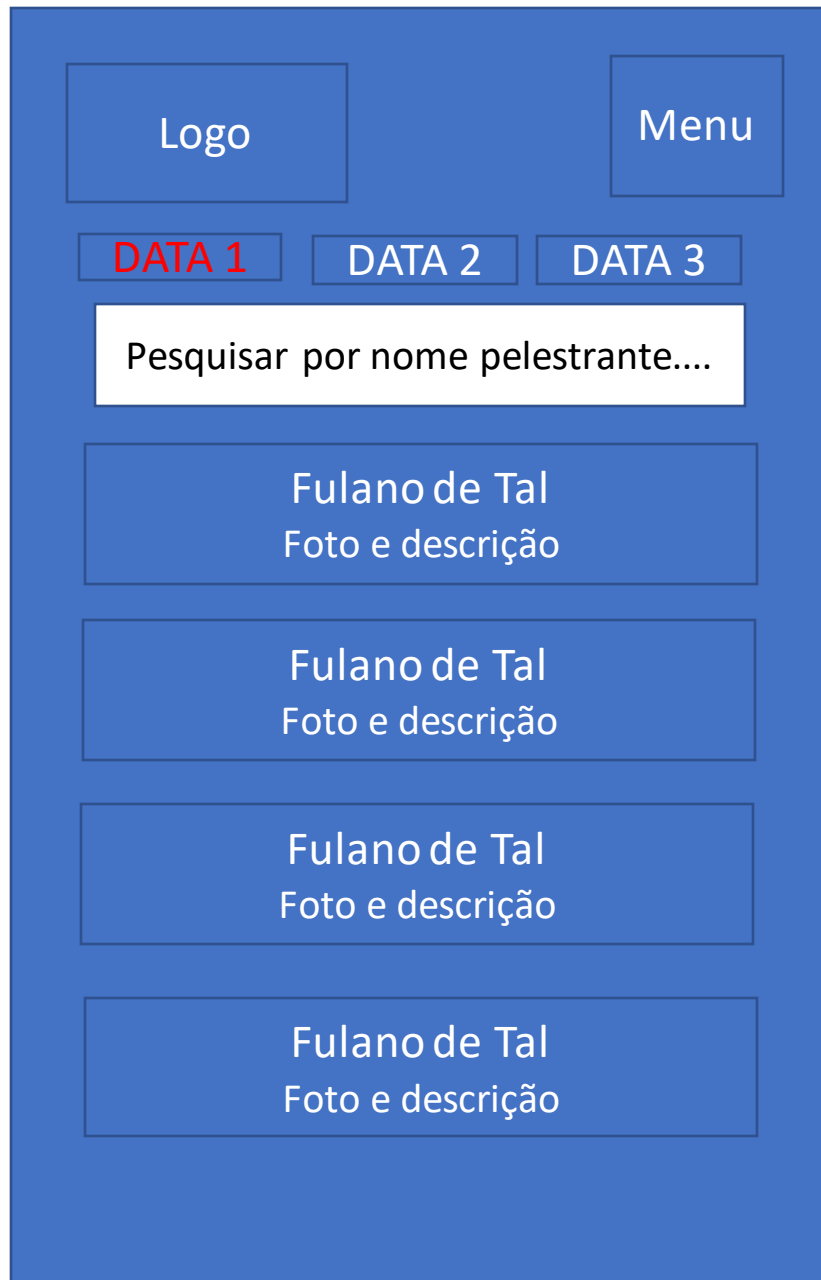 Logo
Menu
DATA 1
DATA 2
DATA 3
Pesquisar por nome pelestrante....
Fulano de Tal
Foto e descrição
Fulano de Tal
Foto e descrição
Fulano de Tal
Foto e descrição
Fulano de Tal
Foto e descrição